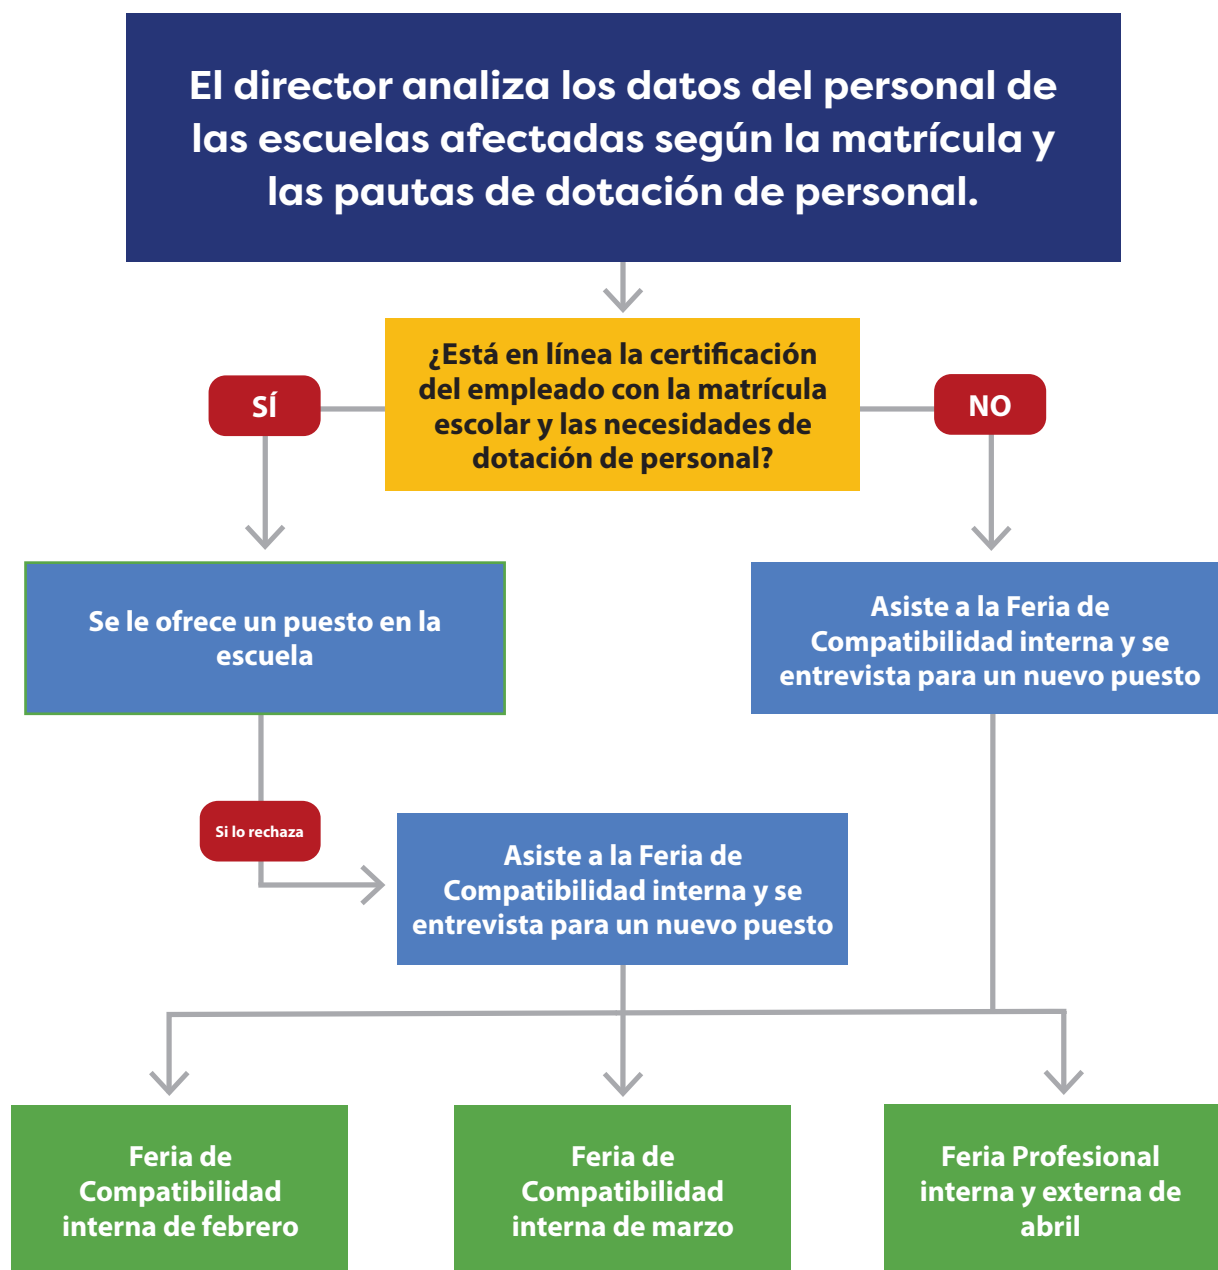 El director analiza los datos del personal de
las escuelas afectadas según la matrícula y
las pautas de dotación de personal.
¿Está en línea la certificación
del empleado con la matrícula
escolar y las necesidades de
dotación de personal?
SÍ
NO
Se le ofrece un puesto en la
escuela
Asiste a la Feria de
Compatibilidad interna y se
entrevista para un nuevo puesto
Si lo rechaza
Asiste a la Feria de
Compatibilidad interna y se
entrevista para un nuevo puesto
Feria de
Compatibilidad
interna de febrero
Feria de
Compatibilidad
interna de marzo
Feria Profesional
interna y externa de
abril